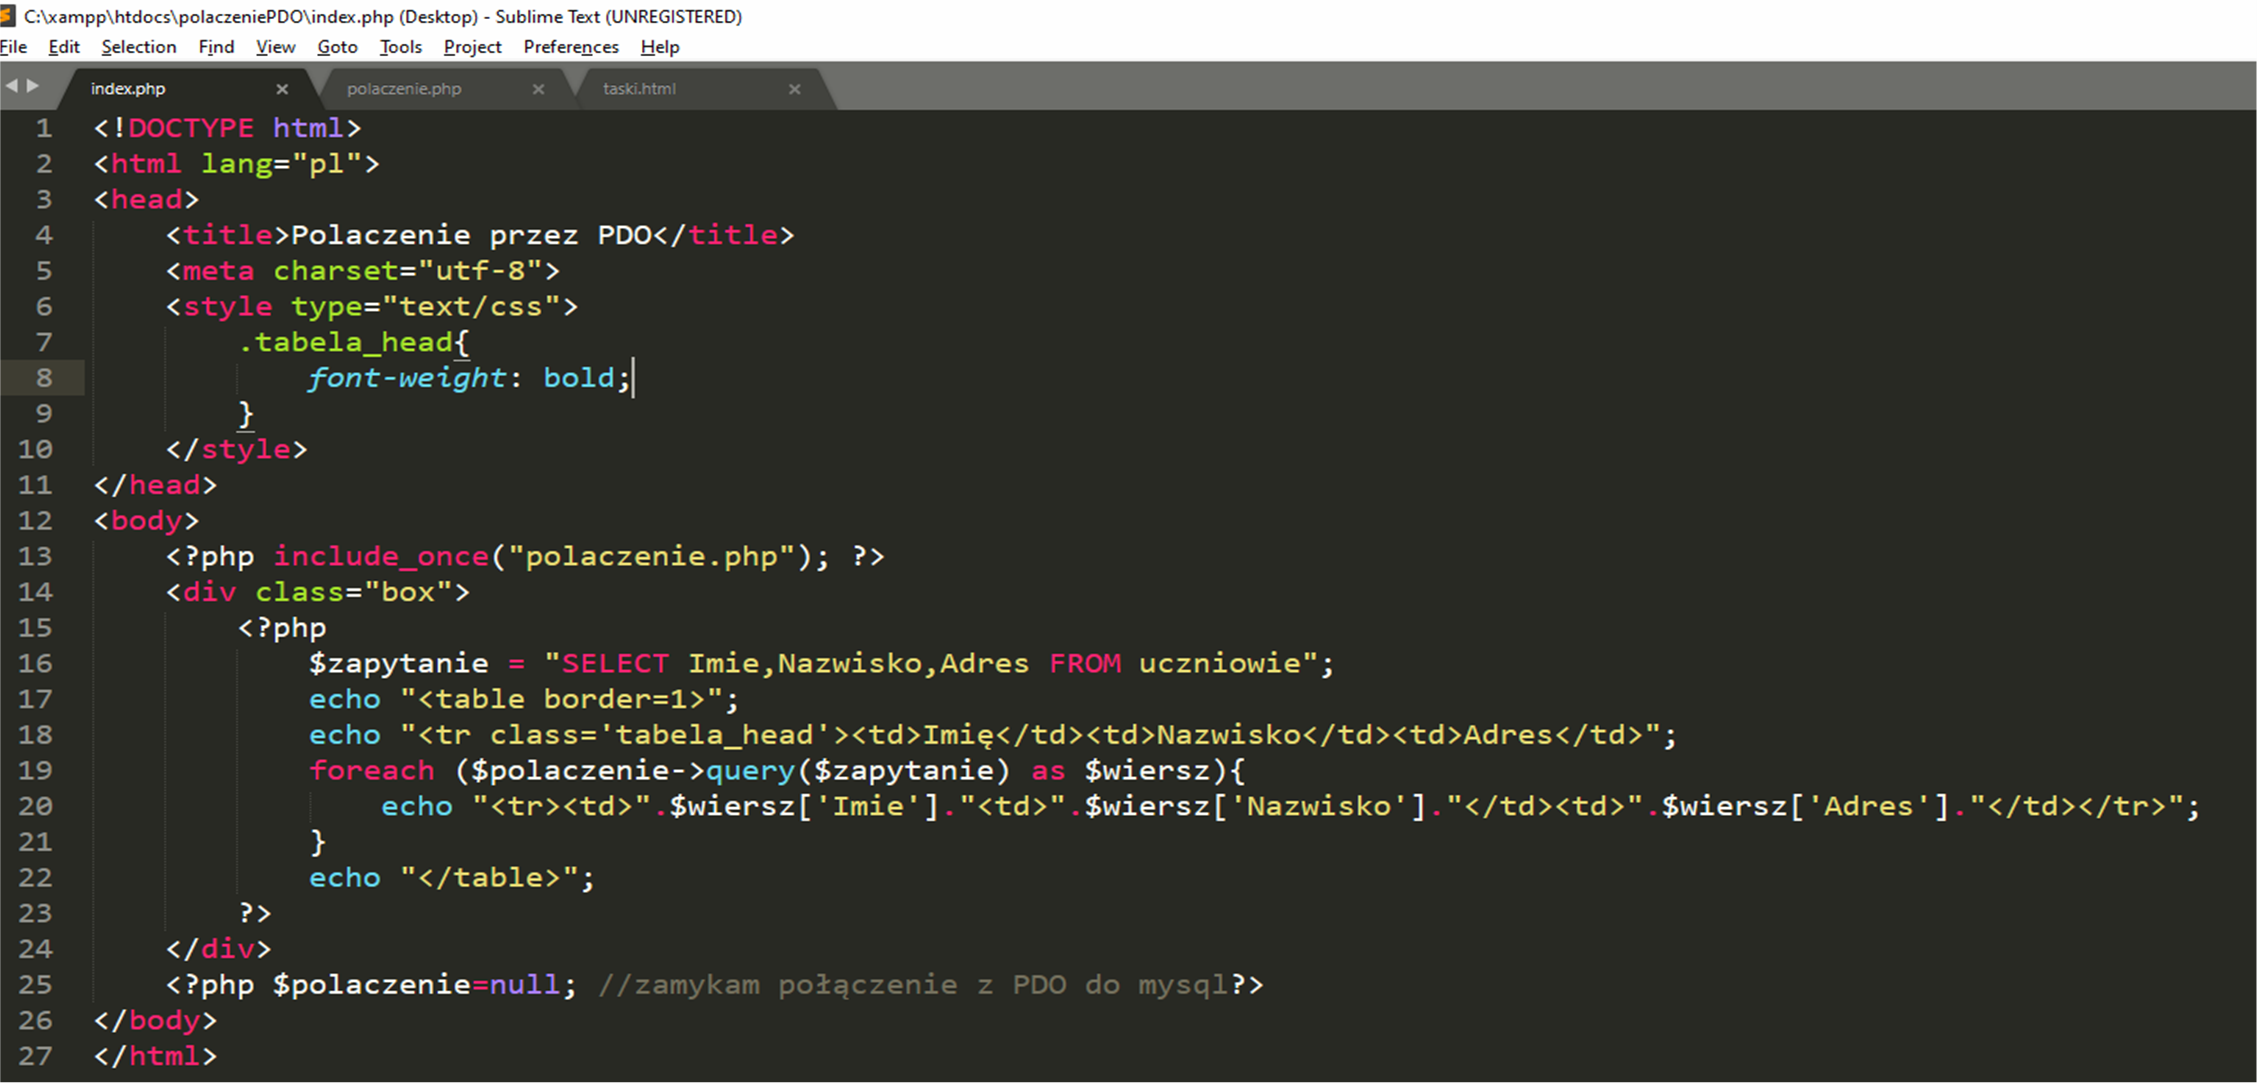 C:\xampp\htdocs\polaczeniePDO\index.php (Desktop) - Sublime Text (UNREGISTERED)
File Edit Selection Find View Goto Tools Project Preferences Help
index.php × polaczenie.php × taski.html ×
1 <!DOCTYPE html>
2 <html lang="pl">
3 <head>
4     <title>Polaczenie przez PDO</title>
5     <meta charset="utf-8">
6     <style type="text/css">
7         .tabela_head{
8             font-weight: bold;
9         }
10     </style>
11 </head>
12 <body>
13     <?php include_once("polaczenie.php"); ?>
14     <div class="box">
15         <?php
16             $zapytanie = "SELECT Imie,Nazwisko,Adres FROM uczniowie";
17             echo "<table border=1>";
18             echo "<tr class='tabela_head'><td>Imię</td><td>Nazwisko</td><td>Adres</td>";
19             foreach ($polaczenie->query($zapytanie) as $wiersz){
20                 echo "<tr><td>".$wiersz['Imie']."<td>".$wiersz['Nazwisko']."</td><td>".$wiersz['Adres']."</td></tr>";
21             }
22             echo "</table>";
23         ?>
24     </div>
25     <?php $polaczenie=null; //zamykam połączenie z PDO do mysql?>
26 </body>
27 </html>